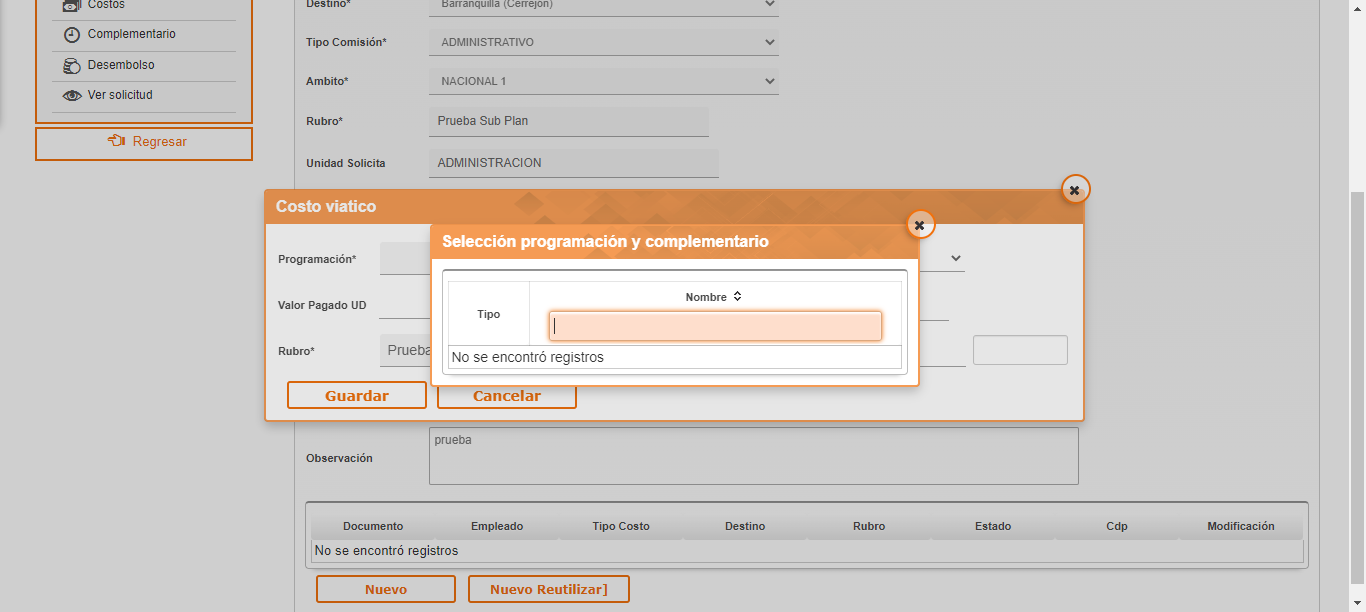 Costos
Complementario
Desembolso
Ver solicitud
Regresar
Destino* Barranquilla (Cerrejon)
Tipo Comisión* ADMINISTRATIVO
Ambito* NACIONAL 1
Rubro* Prueba Sub Plan
Unidad Solicita ADMINISTRACION
Costo viatico
Programación*
Valor Pagado UD
Rubro* Prueba
Guardar Cancelar
Selección programación y complementario
Tipo Nombre
No se encontró registros
Observación prueba
Documento Empleado Tipo Costo Destino Rubro Estado Cdp Modificación
No se encontró registros
Nuevo Nuevo Reutilizar]